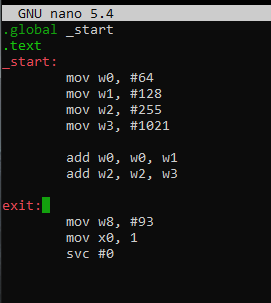 GNU nano 5.4
.global _start
.text
_start:
mov w0, #64
mov w1, #128
mov w2, #255
mov w3, #1021
add w0, w0, w1
add w2, w2, w3
exit:
mov w8, #93
mov x0, 1
svc #0